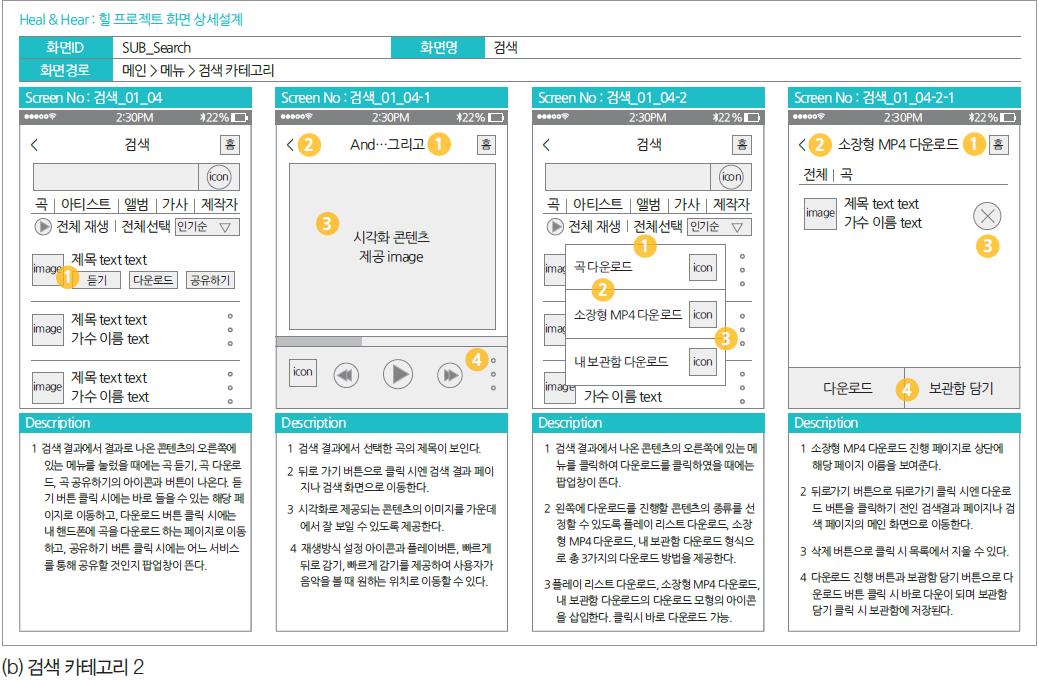 Heal & Hear : 힐 프로젝트 화면 상세설계
화면ID SUB_Search 화면명 검색
화면경로 메인 > 메뉴 > 검색 카테고리
Screen No : 검색_01_04
2:30PM 22%
검색 홈
icon
곡 | 아티스트 | 앨범 | 가사 | 제작자
전체 재생 | 전체선택 인기순
image 제목 text text
1 듣기 다운로드 공유하기
image 제목 text text
가수 이름 text
image 제목 text text
가수 이름 text
Description
1 검색 결과에서 결과로 나온 콘텐츠의 오른쪽에
있는 메뉴를 눌렀을 때에는 곡 듣기, 곡 다운로
드, 곡 공유하기의 아이콘과 버튼이 나온다. 듣
기 버튼 클릭 시에는 바로 들을 수 있는 해당 페
이지로 이동하고, 다운로드 버튼 클릭 시에는
내 핸드폰에 곡을 다운로드 하는 페이지로 이동
하고, 공유하기 버튼 클릭 시에는 어느 서비스
를 통해 공유할 것인지 팝업창이 뜬다.
Screen No : 검색_01_04-1
2:30PM 22%
2 And…그리고 1 홈
3
시각화 콘텐츠
제공 image
4
icon
Description
1 검색 결과에서 선택한 곡의 제목이 보인다.
2 뒤로 가기 버튼으로 클릭 시엔 검색 결과 페이
지나 검색 화면으로 이동한다.
3 시각화로 제공되는 콘텐츠의 이미지를 가운데
에서 잘 보일 수 있도록 제공한다.
4 재생방식 설정 아이콘과 플레이버튼, 빠르게
뒤로 감기, 빠르게 감기를 제공하여 사용자가
음악을 볼 때 원하는 위치로 이동할 수 있다.
Screen No : 검색_01_04-2
2:30PM 22%
검색 홈
icon
곡 | 아티스트 | 앨범 | 가사 | 제작자
전체 재생 | 전체선택 인기순
1
곡 다운로드 icon
2
소장형 MP4 다운로드 icon
3
내 보관함 다운로드 icon
image
가수 이름 text
Description
1 검색 결과에서 나온 콘텐츠의 오른쪽에 있는 메
뉴를 클릭하여 다운로드를 클릭하였을 때에는
팝업창이 뜬다.
2 왼쪽에 다운로드를 진행할 콘텐츠의 종류를 선
정할 수 있도록 플레이 리스트 다운로드, 소장
형 MP4 다운로드, 내 보관함 다운로드 형식으
로 총 3가지의 다운로드 방법을 제공한다.
3 플레이 리스트 다운로드, 소장형 MP4 다운로드,
내 보관함 다운로드의 다운로드 모형의 아이콘
을 삽입한다. 클릭시 바로 다운로드 가능.
Screen No : 검색_01_04-2-1
2:30PM 22%
2 소장형 MP4 다운로드 1 홈
전체 | 곡
image 제목 text text
가수 이름 text
3
다운로드 4 보관함 담기
Description
1 소장형 MP4 다운로드 진행 페이지로 상단에
해당 페이지 이름을 보여준다.
2 뒤로가기 버튼으로 뒤로가기 클릭 시엔 다운로
드 버튼을 클릭하기 전인 검색결과 페이지나 검
색 페이지의 메인 화면으로 이동한다.
3 삭제 버튼으로 클릭 시 목록에서 지울 수 있다.
4 다운로드 진행 버튼과 보관함 담기 버튼으로 다
운로드 버튼 클릭 시 바로 다운이 되며 보관함
담기 클릭 시 보관함에 저장된다.
(b) 검색 카테고리 2